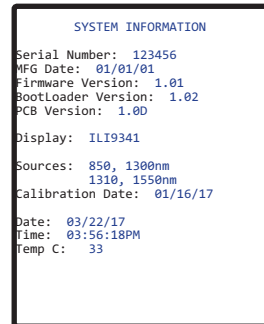 SYSTEM INFORMATION
Serial Number: 123456
MFG Date: 01/01/01
Firmware Version: 1.01
BootLoader Version: 1.02
PCB Version: 1.0D
Display: ILI9341
Sources: 850, 1300nm
1310, 1550nm
Calibration Date: 01/16/17
Date: 03/22/17
Time: 03:56:18PM
Temp C: 33